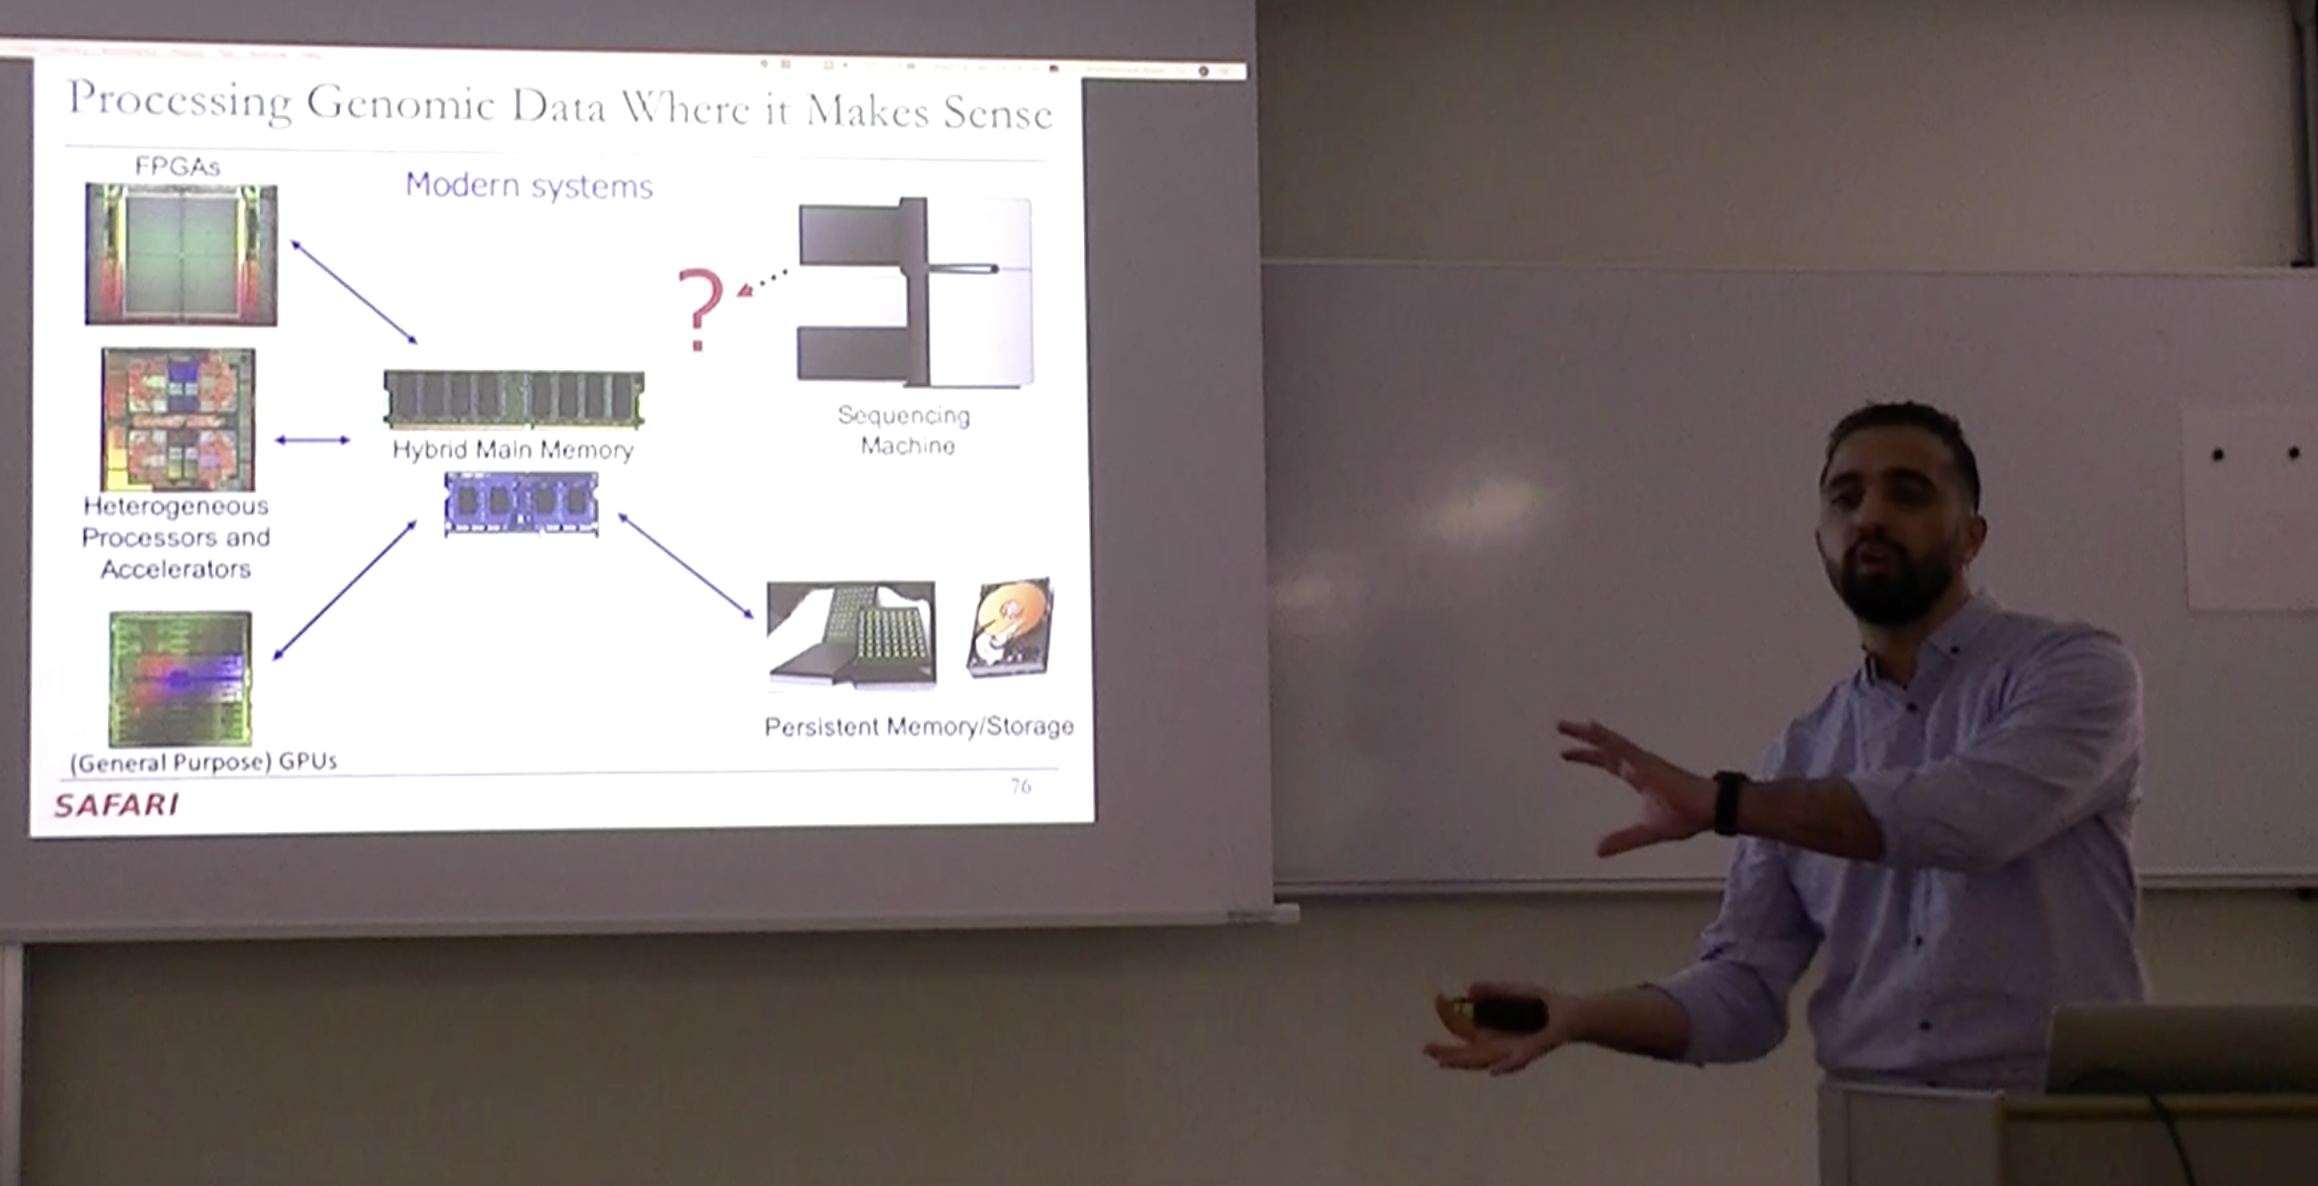 Processing Genomic Data Where it Makes Sense
FPGAs
Modern systems
?
Sequencing
Machine
Hybrid Main Memory
Heterogeneous
Processors and
Accelerators
Persistent Memory/Storage
(General Purpose) GPUs
76
SAFARI